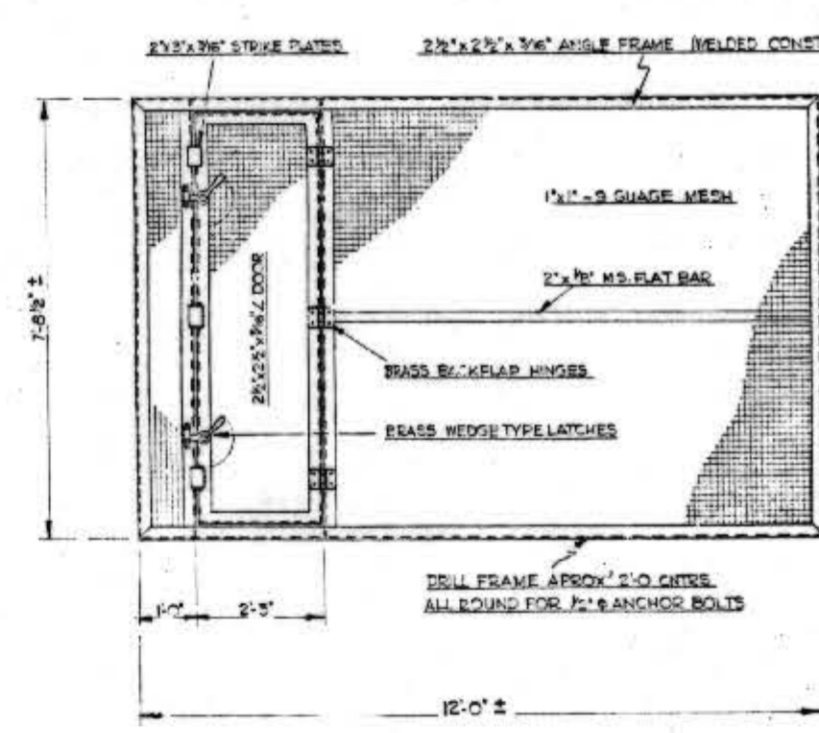 2"x3"x3/16" STRIKE PLATES
2½"x2½"x3/16" ANGLE FRAME (WELDED CONST
1"x1" - 9 GUAGE MESH
2"x⅛" M.S. FLAT BAR
7'-8½" ±
2½"x2½"x3/16" L DOOR
BRASS BACKFLAP HINGES
BRASS WEDGE TYPE LATCHES
DRILL FRAME APROX' 2'-0 CNTRS
ALL ROUND FOR ½" ϕ ANCHOR BOLTS
1'-0"
2'-3"
12'-0" ±